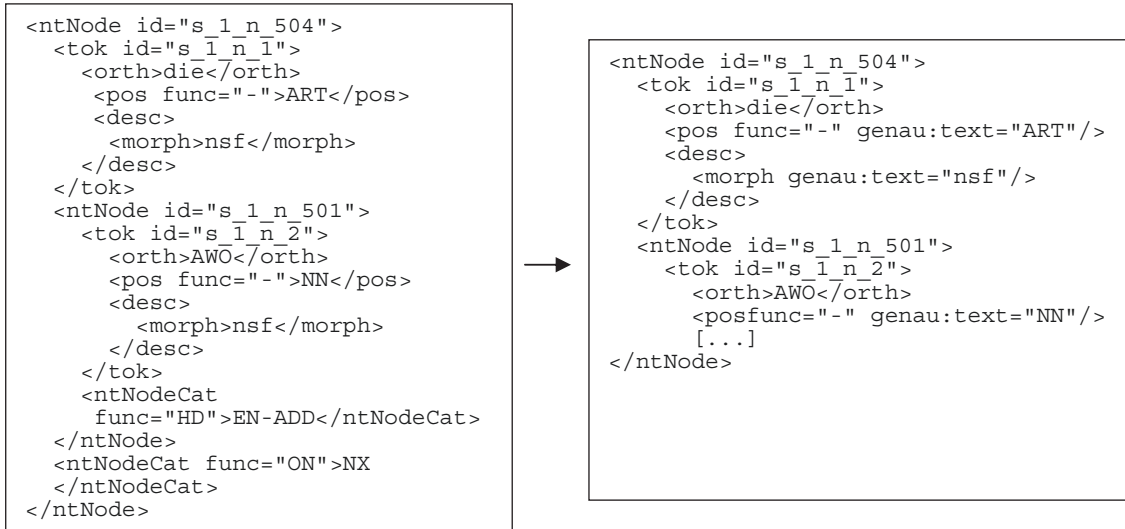 <ntNode id="s_1_n_504">
<tok id="s_1_n_1">
<orth>die</orth>
<pos func="-">ART</pos>
<desc>
<morph>nsf</morph>
</desc>
</tok>
<ntNode id="s_1_n_501">
<tok id="s_1_n_2">
<orth>AWO</orth>
<pos func="-">NN</pos>
<desc>
<morph>nsf</morph>
</desc>
</tok>
<ntNodeCat
func="HD">EN-ADD</ntNodeCat>
</ntNode>
<ntNodeCat func="ON">NX
</ntNodeCat>
</ntNode>
<ntNode id="s_1_n_504">
<tok id="s_1_n_1">
<orth>die</orth>
<pos func="-" genau:text="ART"/>
<desc>
<morph genau:text="nsf"/>
</desc>
</tok>
<ntNode id="s_1_n_501">
<tok id="s_1_n_2">
<orth>AWO</orth>
<posfunc="-" genau:text="NN"/>
[...]
</ntNode>